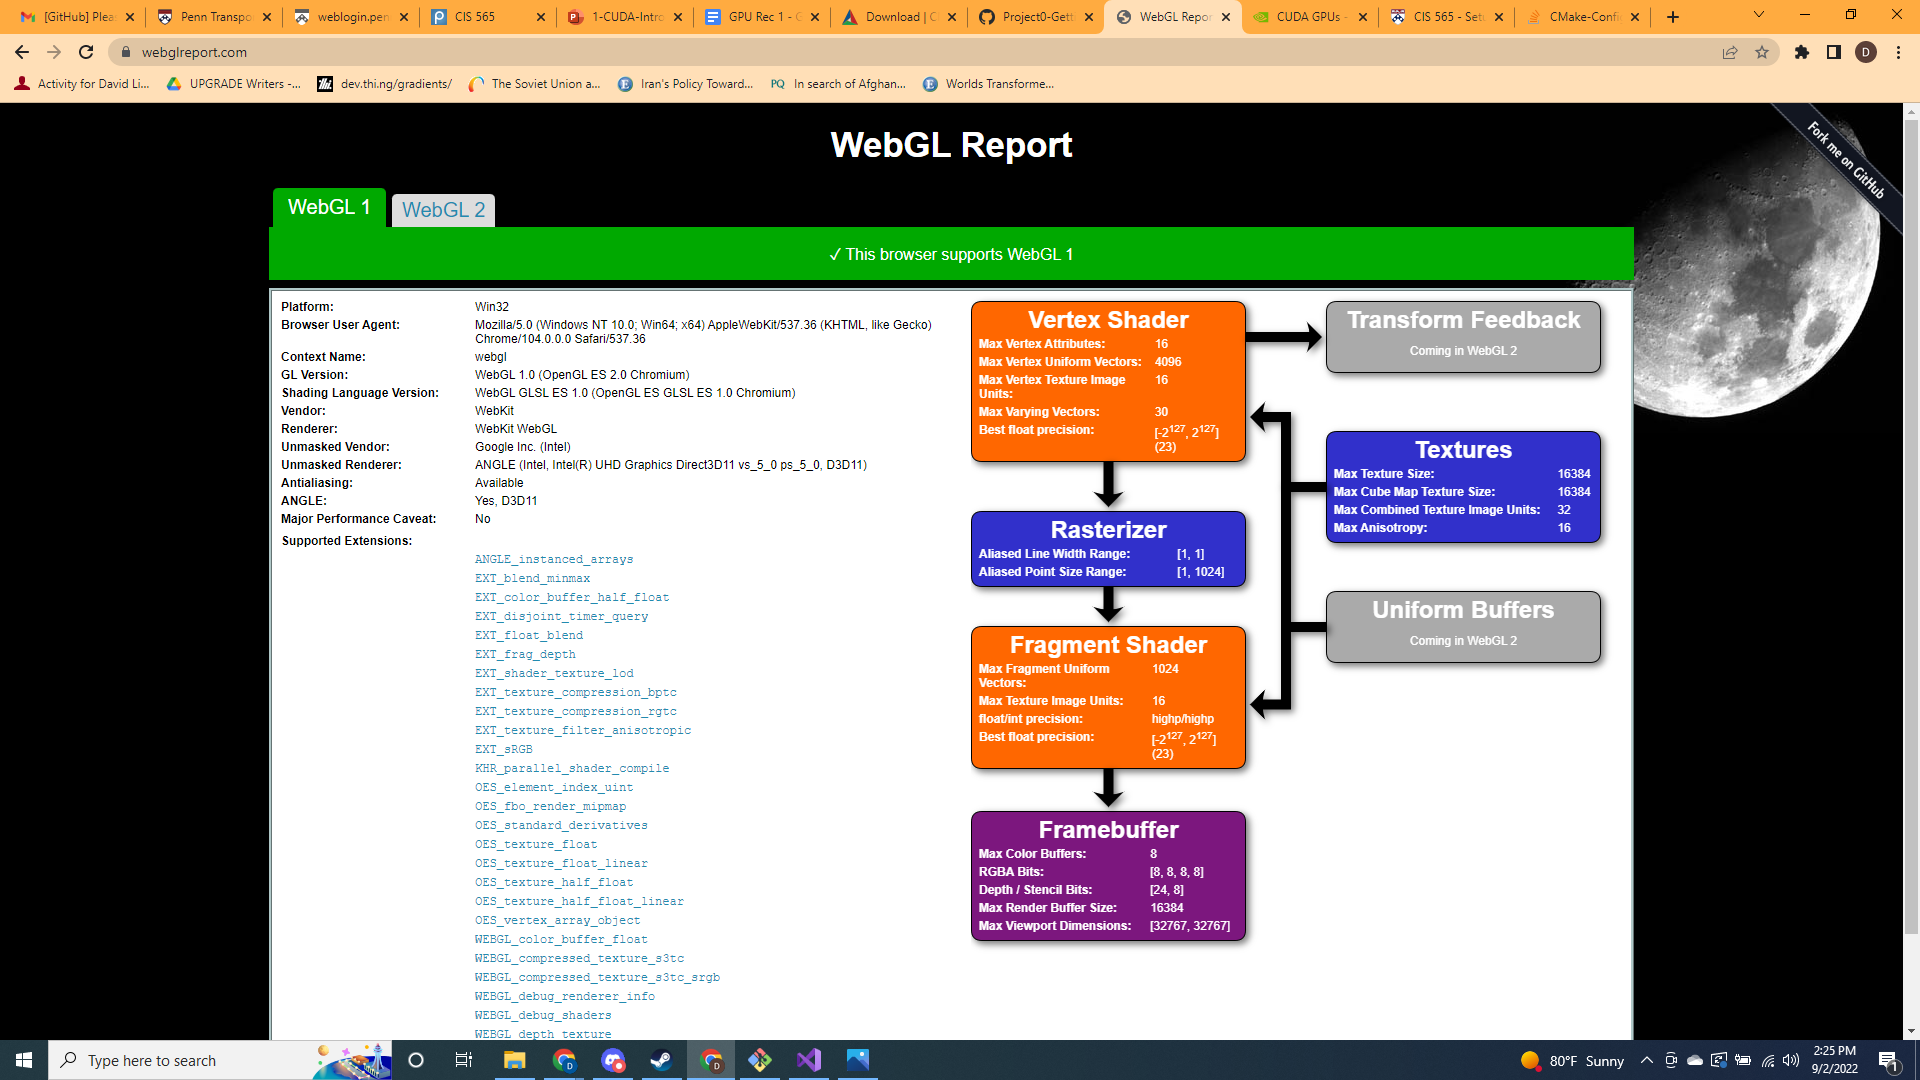 [GitHub] Plea
Penn Transpo
weblogin.pen
CIS 565
1-CUDA-Intro
GPU Rec 1 - G
Download | C
Project0-Gett
WebGL Repor
CUDA GPUs -
CIS 565 - Setu
CMake-Confi
webglreport.com
D
Activity for David Li...
UPGRADE Writers -...
dev.thi.ng/gradients/
The Soviet Union a...
Iran's Policy Toward...
PQ In search of Afghan...
Worlds Transforme...
WebGL Report
Fork me on GitHub
WebGL 1
WebGL 2
✓ This browser supports WebGL 1
Platform: Win32
Browser User Agent: Mozilla/5.0 (Windows NT 10.0; Win64; x64) AppleWebKit/537.36 (KHTML, like Gecko)
Chrome/104.0.0.0 Safari/537.36
Context Name: webgl
GL Version: WebGL 1.0 (OpenGL ES 2.0 Chromium)
Shading Language Version: WebGL GLSL ES 1.0 (OpenGL ES GLSL ES 1.0 Chromium)
Vendor: WebKit
Renderer: WebKit WebGL
Unmasked Vendor: Google Inc. (Intel)
Unmasked Renderer: ANGLE (Intel, Intel(R) UHD Graphics Direct3D11 vs_5_0 ps_5_0, D3D11)
Antialiasing: Available
ANGLE: Yes, D3D11
Major Performance Caveat: No
Supported Extensions:
ANGLE_instanced_arrays
EXT_blend_minmax
EXT_color_buffer_half_float
EXT_disjoint_timer_query
EXT_float_blend
EXT_frag_depth
EXT_shader_texture_lod
EXT_texture_compression_bptc
EXT_texture_compression_rgtc
EXT_texture_filter_anisotropic
EXT_sRGB
KHR_parallel_shader_compile
OES_element_index_uint
OES_fbo_render_mipmap
OES_standard_derivatives
OES_texture_float
OES_texture_float_linear
OES_texture_half_float
OES_texture_half_float_linear
OES_vertex_array_object
WEBGL_color_buffer_float
WEBGL_compressed_texture_s3tc
WEBGL_compressed_texture_s3tc_srgb
WEBGL_debug_renderer_info
WEBGL_debug_shaders
WEBGL_depth_texture
Vertex Shader
Max Vertex Attributes: 16
Max Vertex Uniform Vectors: 4096
Max Vertex Texture Image 16
Units:
Max Varying Vectors: 30
Best float precision: [-2^127, 2^127]
(23)
Rasterizer
Aliased Line Width Range: [1, 1]
Aliased Point Size Range: [1, 1024]
Fragment Shader
Max Fragment Uniform 1024
Vectors:
Max Texture Image Units: 16
float/int precision: highp/highp
Best float precision: [-2^127, 2^127]
(23)
Framebuffer
Max Color Buffers: 8
RGBA Bits: [8, 8, 8, 8]
Depth / Stencil Bits: [24, 8]
Max Render Buffer Size: 16384
Max Viewport Dimensions: [32767, 32767]
Transform Feedback
Coming in WebGL 2
Textures
Max Texture Size: 16384
Max Cube Map Texture Size: 16384
Max Combined Texture Image Units: 32
Max Anisotropy: 16
Uniform Buffers
Coming in WebGL 2
Type here to search
80°F Sunny
2:25 PM
9/2/2022
1